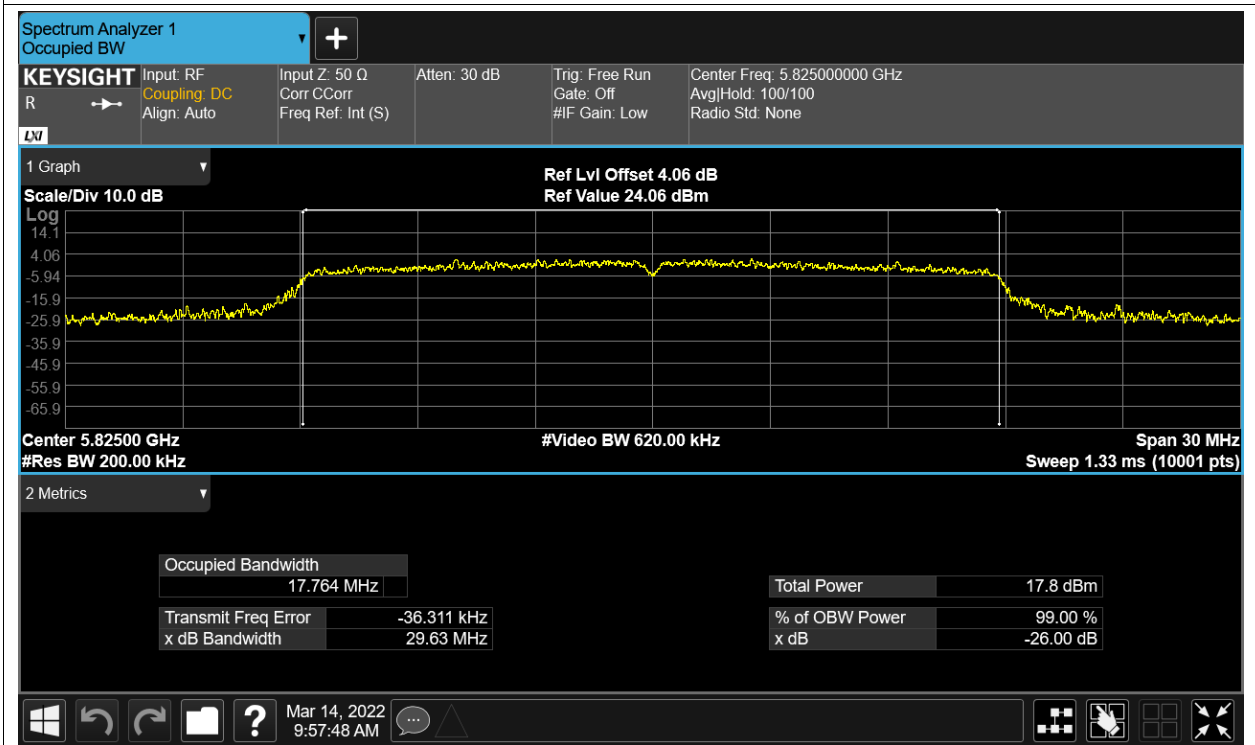 Spectrum Analyzer 1
Occupied BW
KEYSIGHT
R
LXI
Input: RF
Coupling: DC
Align: Auto
Input Z: 50 Ω
Corr CCorr
Freq Ref: Int (S)
Atten: 30 dB
Trig: Free Run
Gate: Off
#IF Gain: Low
Center Freq: 5.825000000 GHz
Avg|Hold: 100/100
Radio Std: None
1 Graph
Scale/Div 10.0 dB
Ref Lvl Offset 4.06 dB
Ref Value 24.06 dBm
Log
14.1
4.06
-5.94
-15.9
-25.9
-35.9
-45.9
-55.9
-65.9
Center 5.82500 GHz
#Res BW 200.00 kHz
#Video BW 620.00 kHz
Span 30 MHz
Sweep 1.33 ms (10001 pts)
2 Metrics
Occupied Bandwidth
17.764 MHz
Transmit Freq Error -36.311 kHz
x dB Bandwidth 29.63 MHz
Total Power 17.8 dBm
% of OBW Power 99.00 %
x dB -26.00 dB
Mar 14, 2022
9:57:48 AM